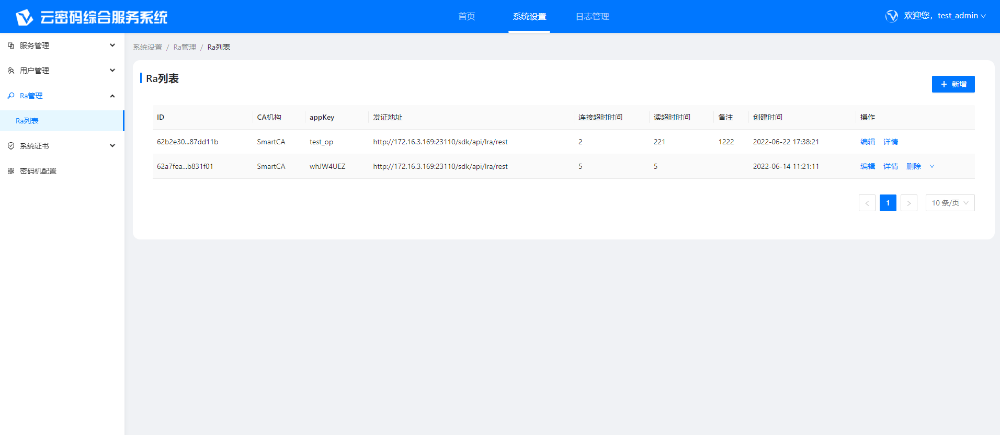 云密码综合服务系统
首页 系统设置 日志管理
欢迎您，test_admin
服务管理
用户管理
Ra管理
Ra列表
系统证书
密码机配置
系统设置 / Ra管理 / Ra列表
Ra列表
新增
ID CA机构 appKey 发证地址 连接超时时间 读超时时间 备注 创建时间 操作
62b2e30...87dd11b SmartCA test_op http://172.16.3.169:23110/sdk/api/lra/rest 2 221 1222 2022-06-22 17:38:21 编辑 详情
62a7fea...b831f01 SmartCA whJW4UEZ http://172.16.3.169:23110/sdk/api/lra/rest 5 5 2022-06-14 11:21:11 编辑 详情 删除
< 1 > 10 条/页